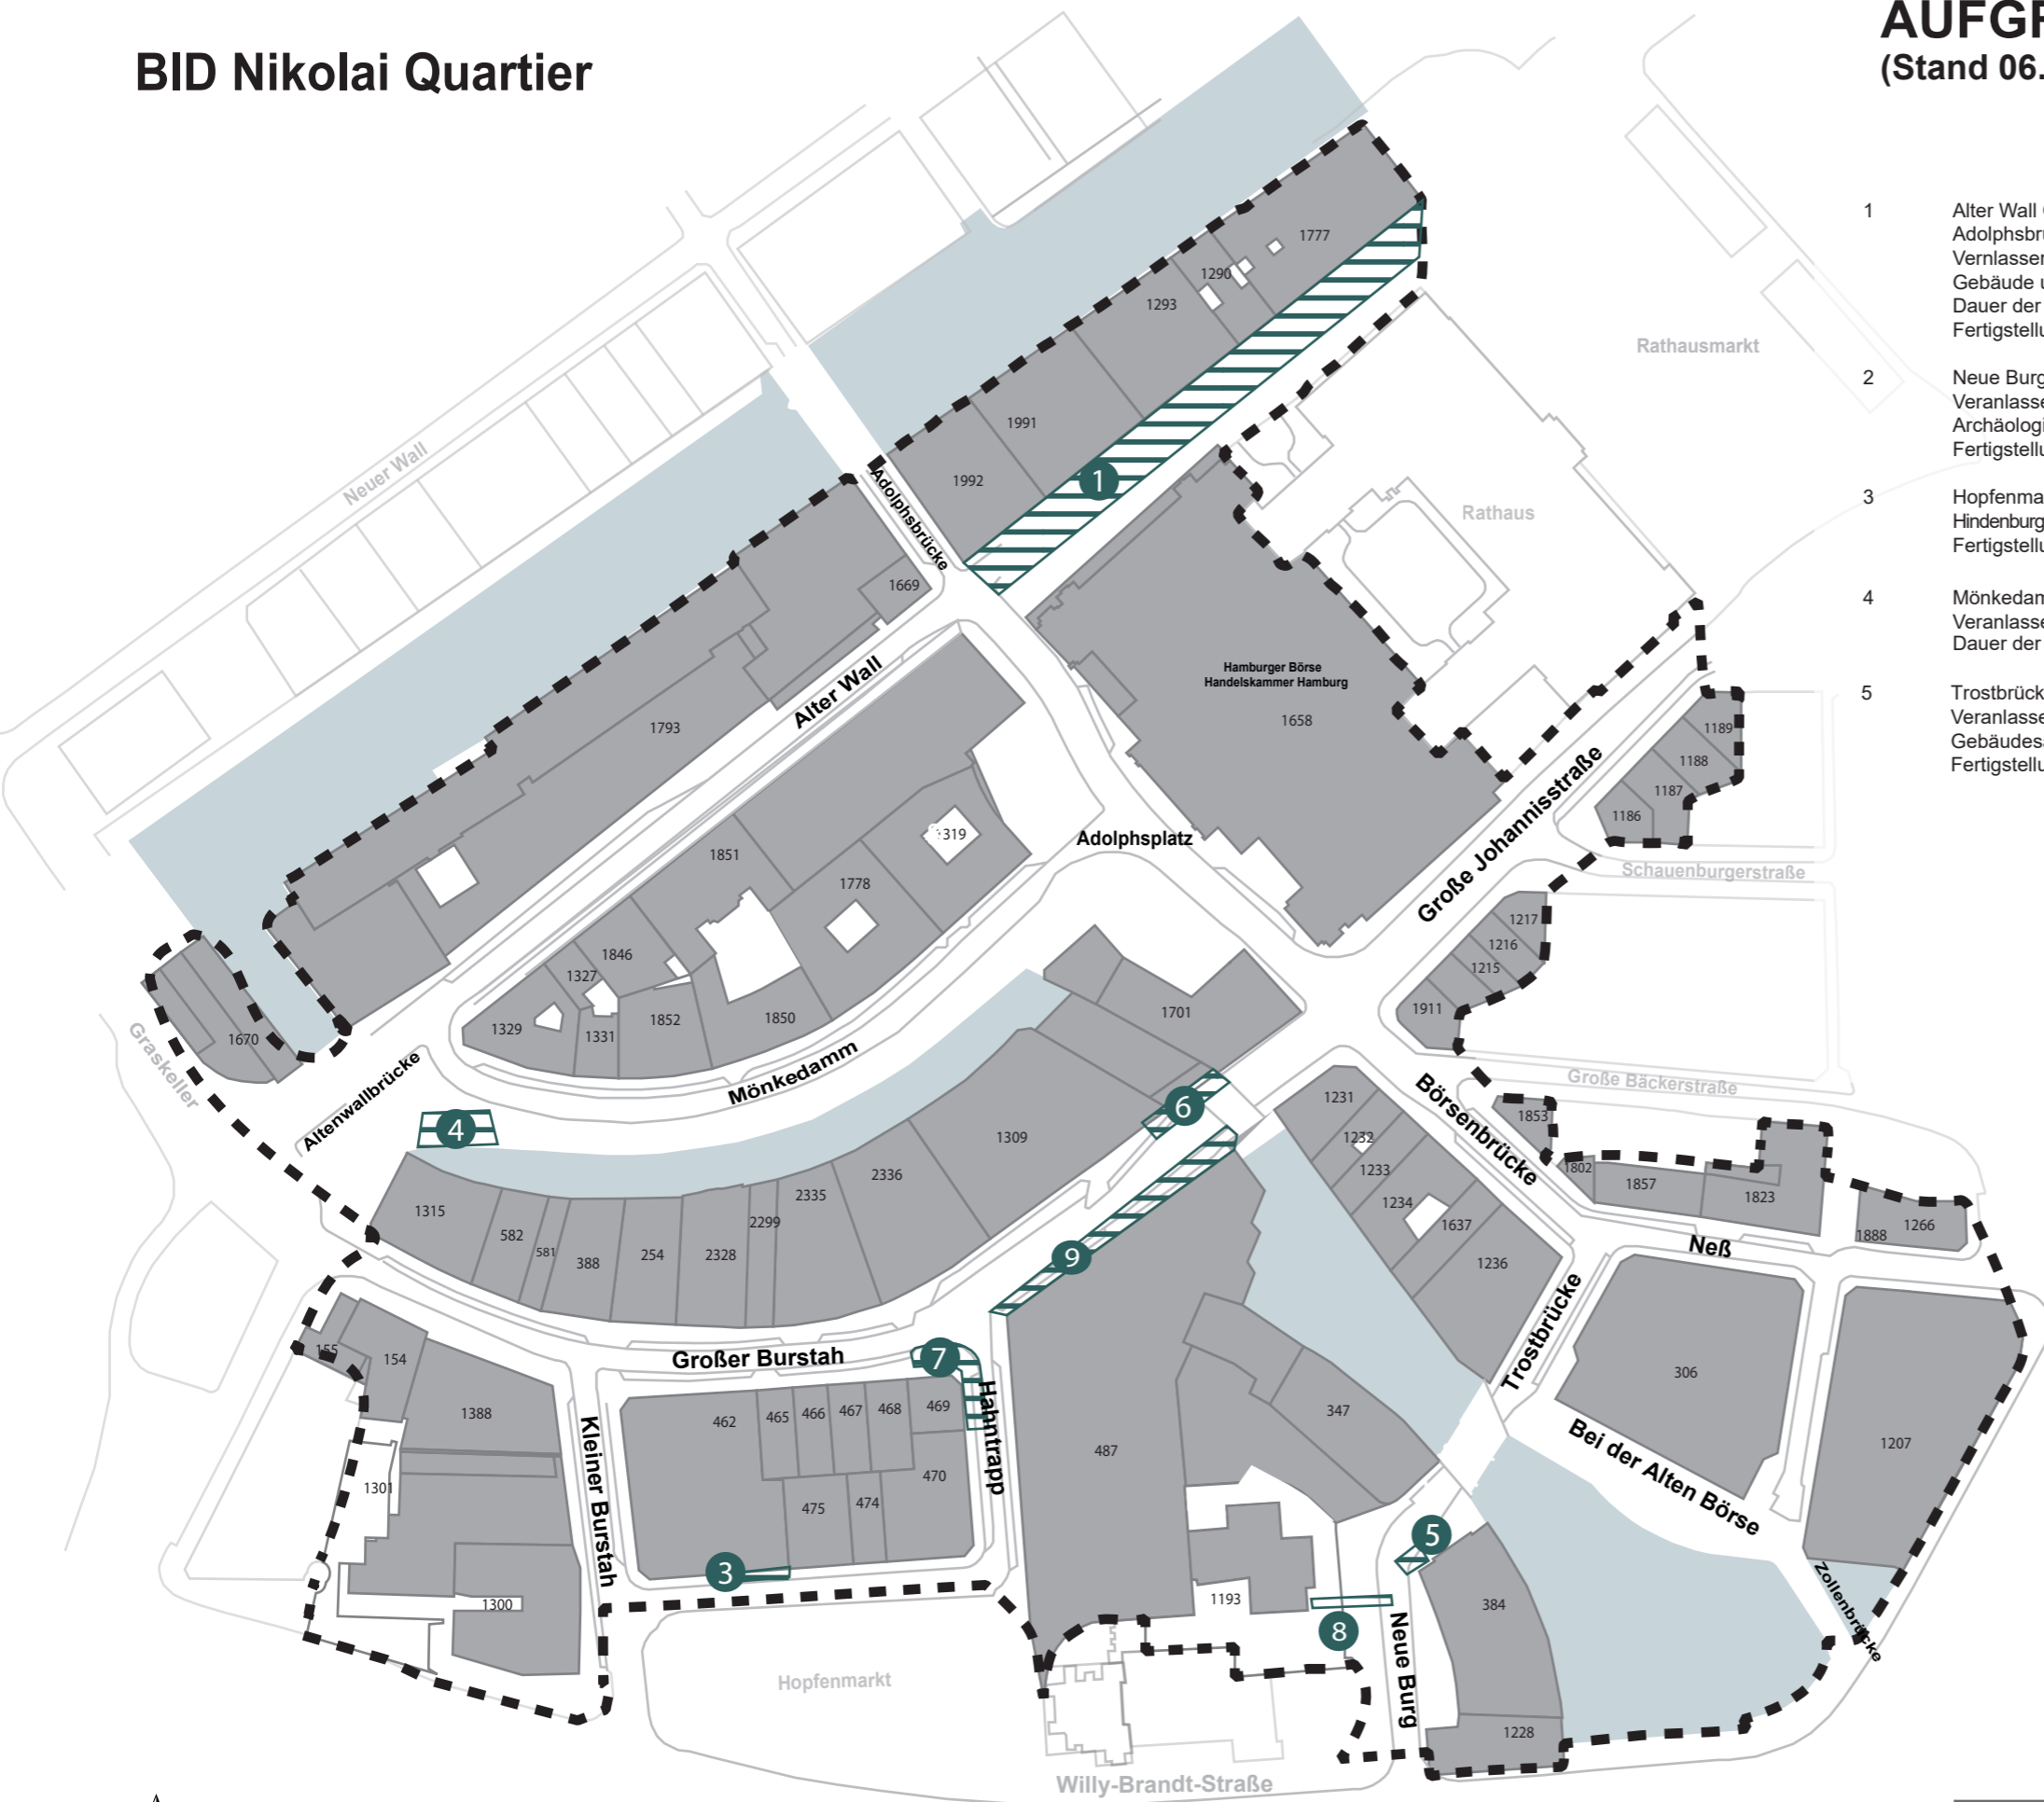 BID Nikolai Quartier
AUFGR
(Stand 06.
1
Alter Wall
Adolphsbrü
Vernlasser
Gebäude u
Dauer der
Fertigstellu
2
Neue Burg
Veranlasse
Archäologi
Fertigstellu
3
Hopfenma
Hindenburg
Fertigstellu
4
Mönkedam
Veranlasse
Dauer der
5
Trostbrück
Veranlasse
Gebäudes
Fertigstellu
Neuer Wall
Adolphsbrücke
Rathausmarkt
Rathaus
1777
1290
1293
1991
1992
1
1669
1793
Alter Wall
Hamburger Börse
Handelskammer Hamburg
1658
Große Johannisstraße
1189
1188
1187
1186
Schauenburgerstraße
Adolphsplatz
319
1851
1778
1846
1327
1329
1331
1852
1850
Mönkedamm
1670
Graskeller
Altenwallbrücke
4
1217
1216
1215
1911
1701
Große Bäckerstraße
Börsenbrücke
1853
1802
1857
1823
1888
1266
Neß
6
1309
2336
2335
2299
2328
254
388
581
582
1315
1231
1232
1233
1234
1637
1236
Trostbrücke
9
Großer Burstah
7
Hahntrapp
155
154
1388
1301
1300
Kleiner Burstah
462
465
466
467
468
469
475
474
470
3
487
347
306
1207
Bei der Alten Börse
Zollenbrücke
5
384
1193
8
Neue Burg
1228
Hopfenmarkt
Willy-Brandt-Straße